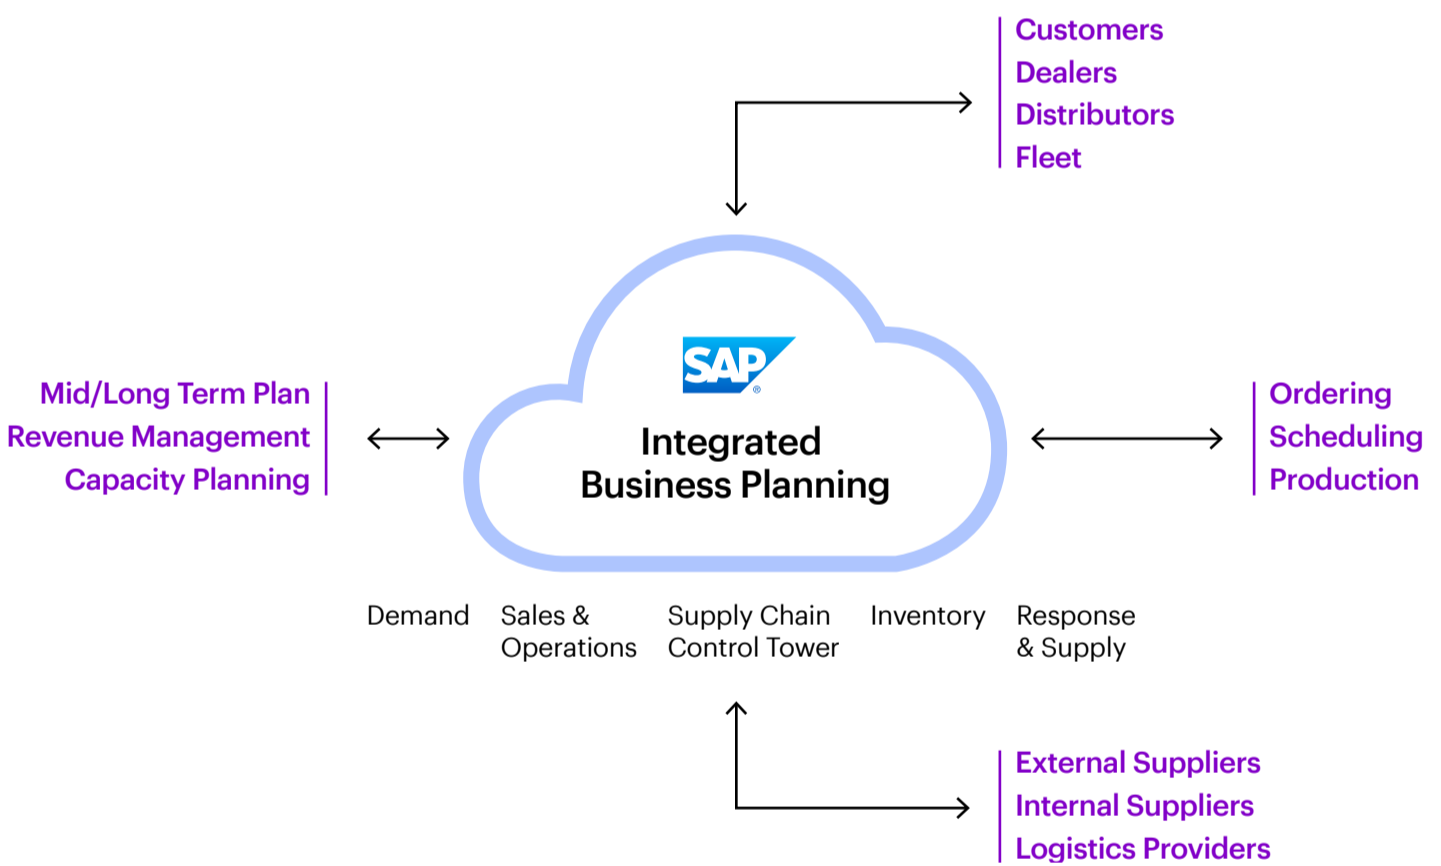 Customers
Dealers
Distributors
Fleet
SAP®
Integrated
Business Planning
Mid/Long Term Plan
Revenue Management
Capacity Planning
Ordering
Scheduling
Production
Demand
Sales &
Operations
Supply Chain
Control Tower
Inventory
Response
& Supply
External Suppliers
Internal Suppliers
Logistics Providers